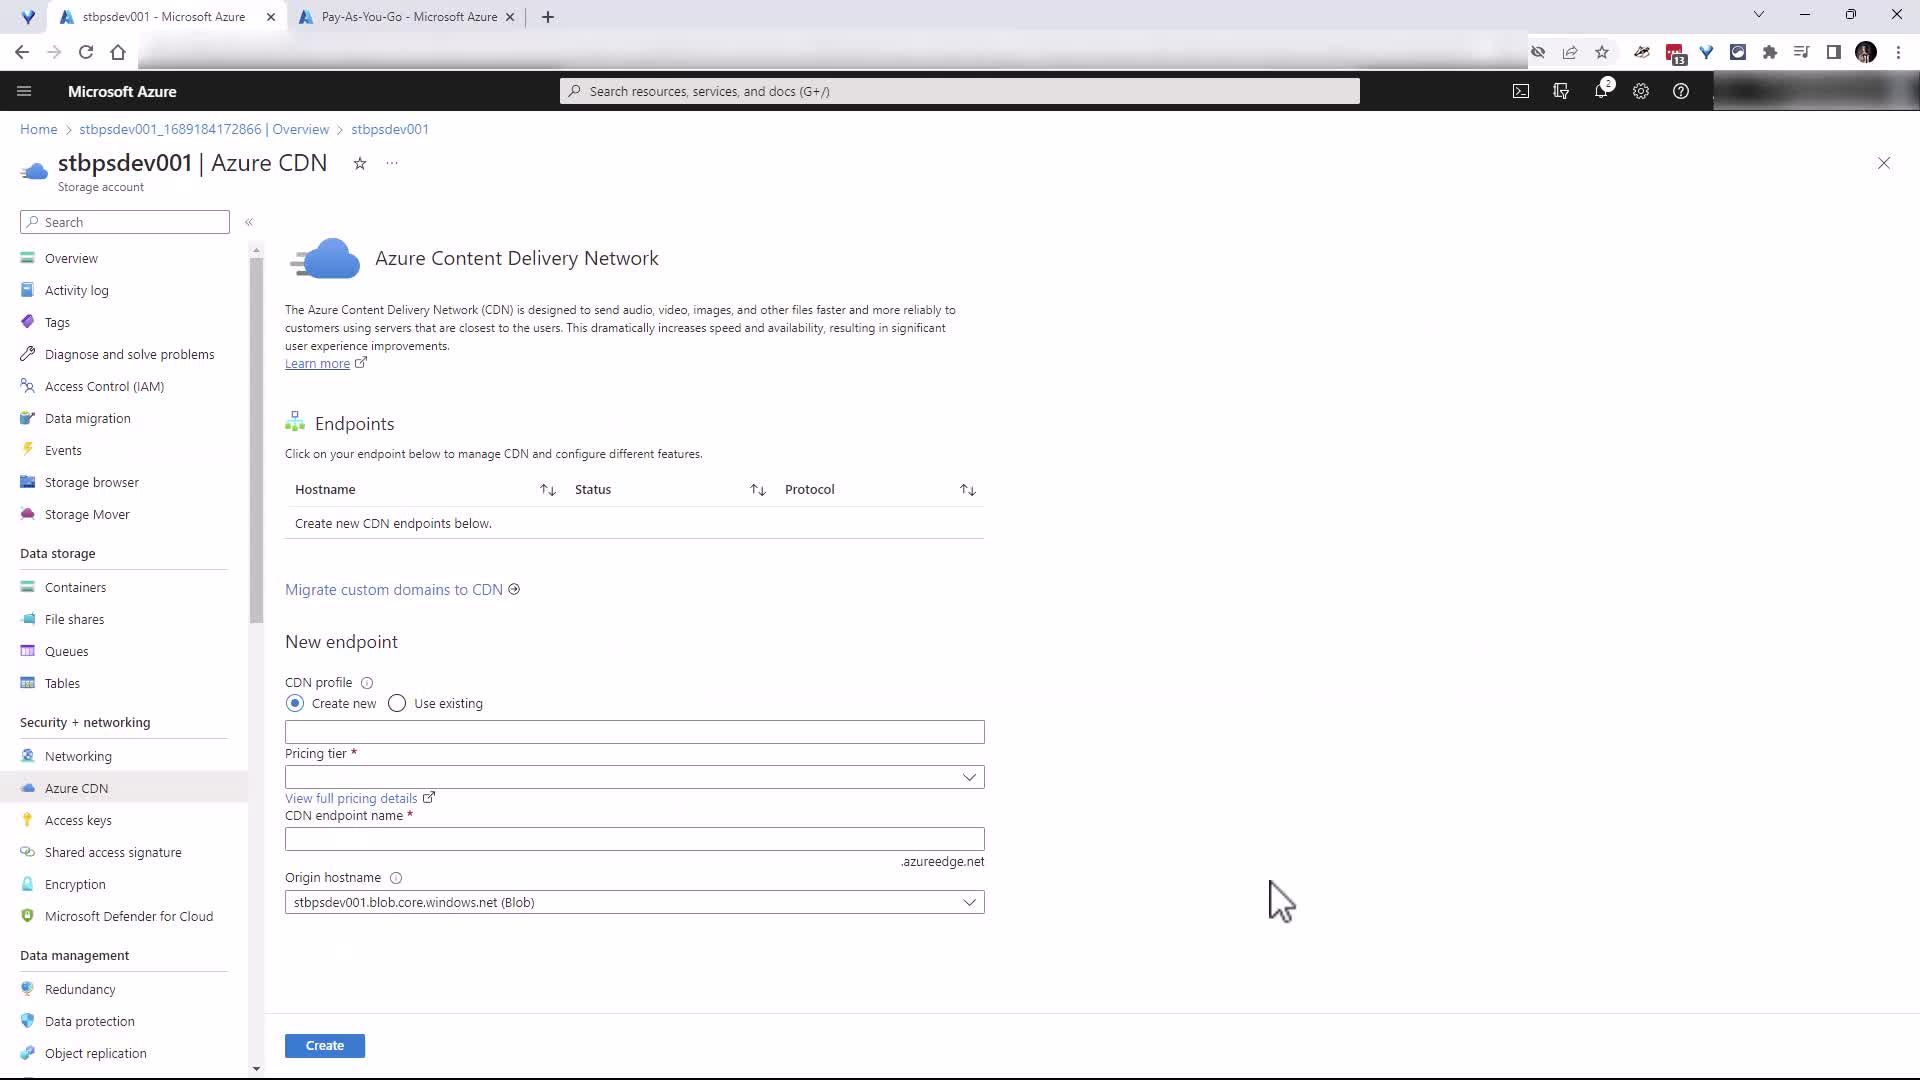 stbpsdev001 - Microsoft Azure
Pay-As-You-Go - Microsoft Azure
13
Microsoft Azure
Search resources, services, and docs (G+/)
2
Home > stbpsdev001_1689184172866 | Overview > stbpsdev001
stbpsdev001 | Azure CDN
Storage account
Search
Overview
Activity log
Tags
Diagnose and solve problems
Access Control (IAM)
Data migration
Events
Storage browser
Storage Mover
Data storage
Containers
File shares
Queues
Tables
Security + networking
Networking
Azure CDN
Access keys
Shared access signature
Encryption
Microsoft Defender for Cloud
Data management
Redundancy
Data protection
Object replication
Azure Content Delivery Network
The Azure Content Delivery Network (CDN) is designed to send audio, video, images, and other files faster and more reliably to
customers using servers that are closest to the users. This dramatically increases speed and availability, resulting in significant
user experience improvements.
Learn more
Endpoints
Click on your endpoint below to manage CDN and configure different features.
Hostname Status Protocol
Create new CDN endpoints below.
Migrate custom domains to CDN
New endpoint
CDN profile
Create new Use existing
Pricing tier *
View full pricing details
CDN endpoint name *
.azureedge.net
Origin hostname
stbpsdev001.blob.core.windows.net (Blob)
Create